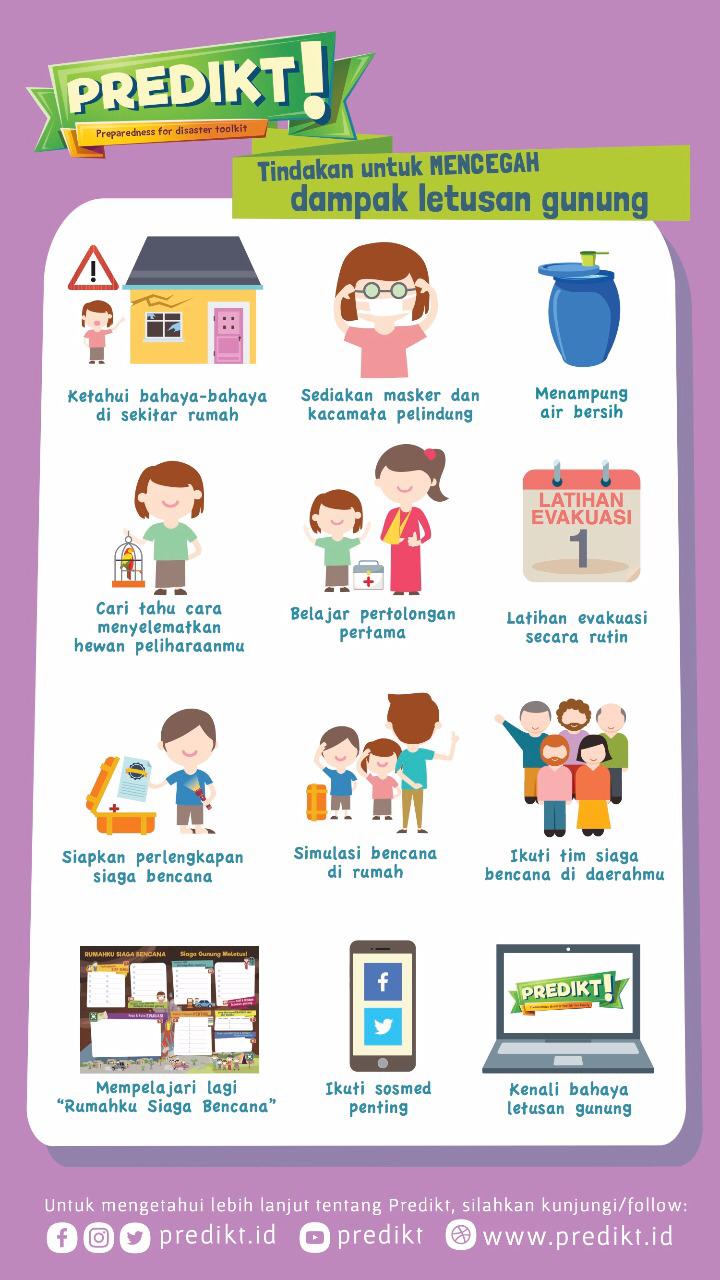 PREDIKT!
Preparedness for disaster toolkit
Tindakan untuk MENCEGAH
dampak letusan gunung
Ketahui bahaya-bahaya
di sekitar rumah
Sediakan masker dan
kacamata pelindung
Menampung
air bersih
Cari tahu cara
menyelematkan
hewan peliharaanmu
Belajar pertolongan
pertama
LATIHAN
EVAKUASI
1
Latihan evakuasi
secara rutin
Siapkan perlengkapan
siaga bencana
Simulasi bencana
di rumah
Ikuti tim siaga
bencana di daerahmu
RUMAHKU SIAGA BENCANA
Siaga Gunung Meletus!
Mempelajari lagi
"Rumahku Siaga Bencana"
Ikuti sosmed
penting
PREDIKT!
Kenali bahaya
letusan gunung
Untuk mengetahui lebih lanjut tentang Predikt, silahkan kunjungi/follow:
predikt.id
predikt
www.predikt.id